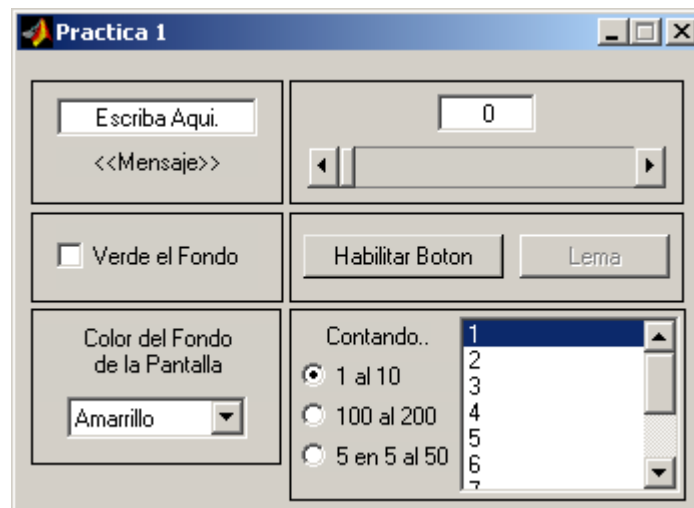 Practica 1
Escriba Aqui.
<<Mensaje>>
0
Verde el Fondo
Habilitar Boton
Lema
Color del Fondo
de la Pantalla
Amarrillo
Contando..
1 al 10
100 al 200
5 en 5 al 50
1
2
3
4
5
6
7